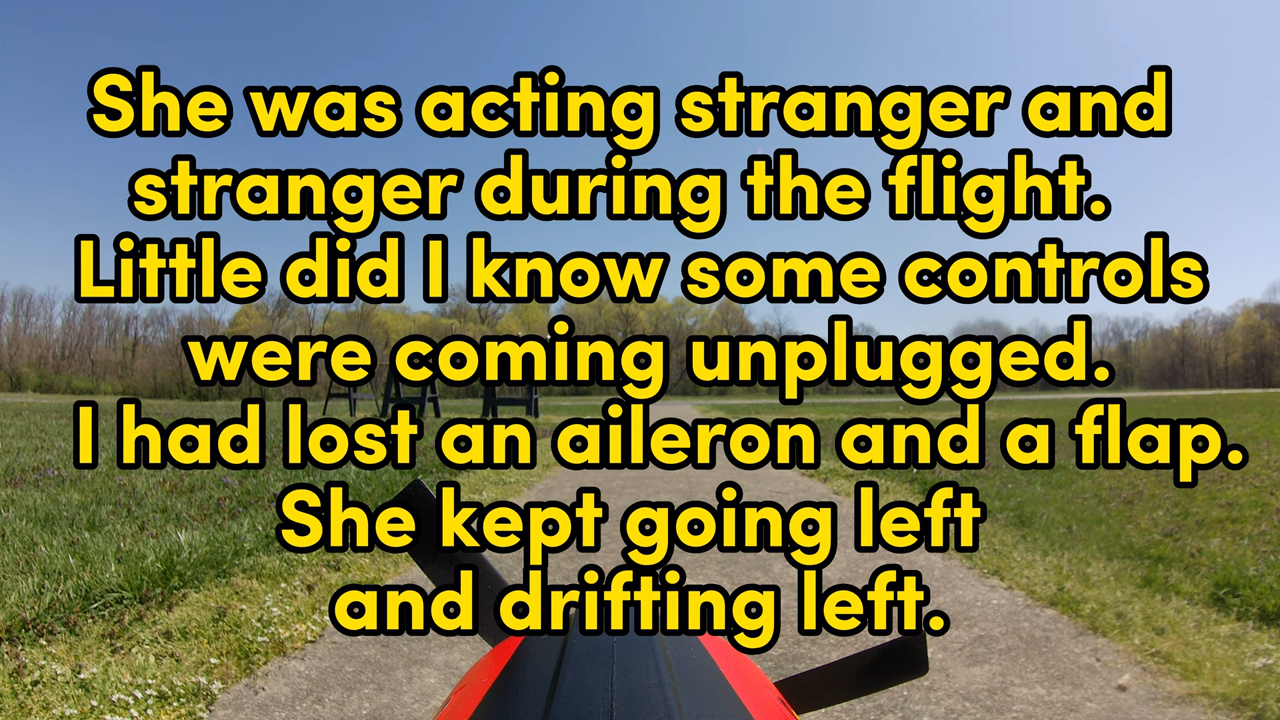 She was acting stranger and
stranger during the flight.
Little did I know some controls
were coming unplugged.
I had lost an aileron and a flap.
She kept going left
and drifting left.